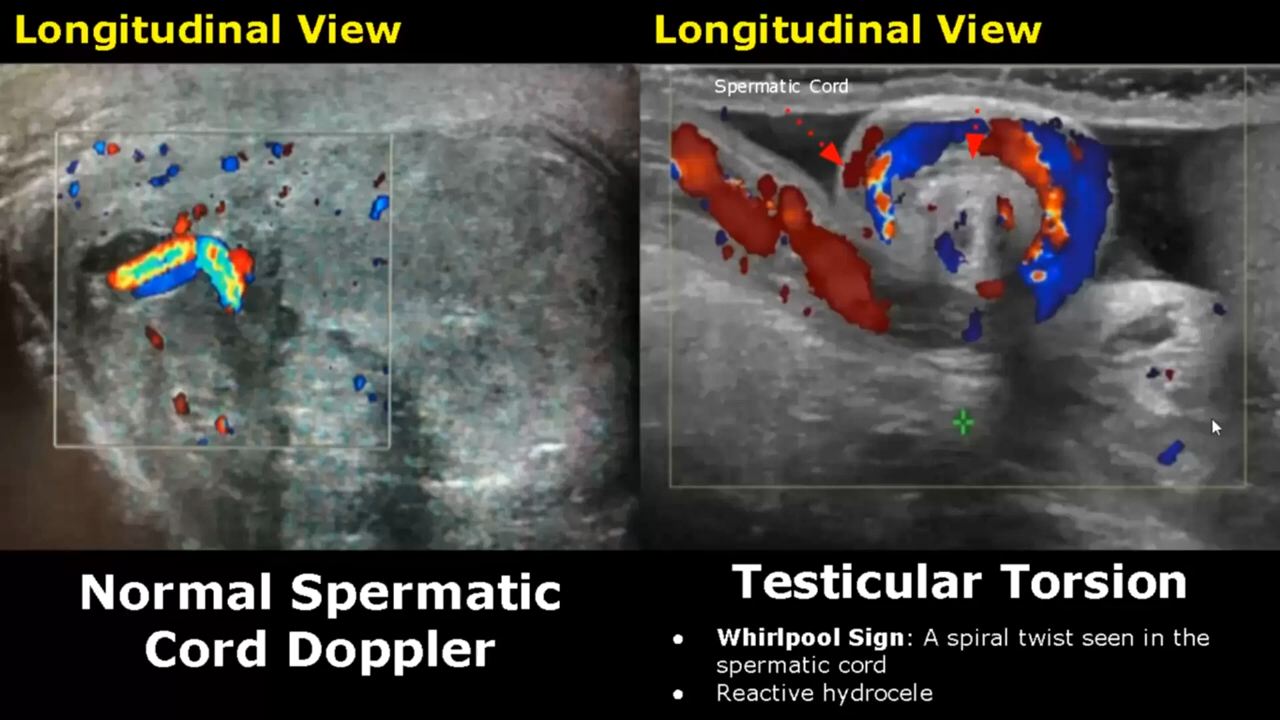 Longitudinal View
Longitudinal View
Spermatic Cord
Normal Spermatic
Cord Doppler
Testicular Torsion
• Whirlpool Sign: A spiral twist seen in the
spermatic cord
• Reactive hydrocele